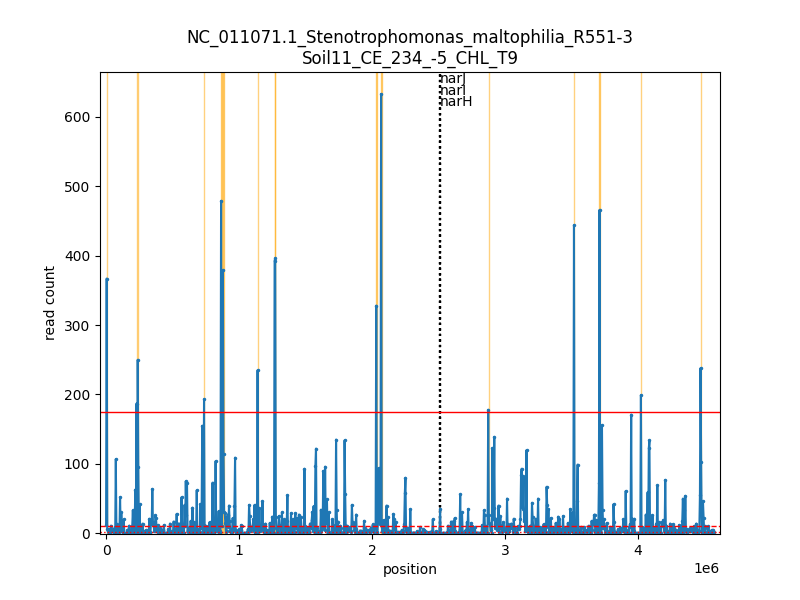 NC_011071.1_Stenotrophomonas_maltophilia_R551-3
Soil11_CE_234_-5_CHL_T9
narJ
narI
narH
600
500
400
300
200
100
0
read count
0 1 2 3 4
1e6
position